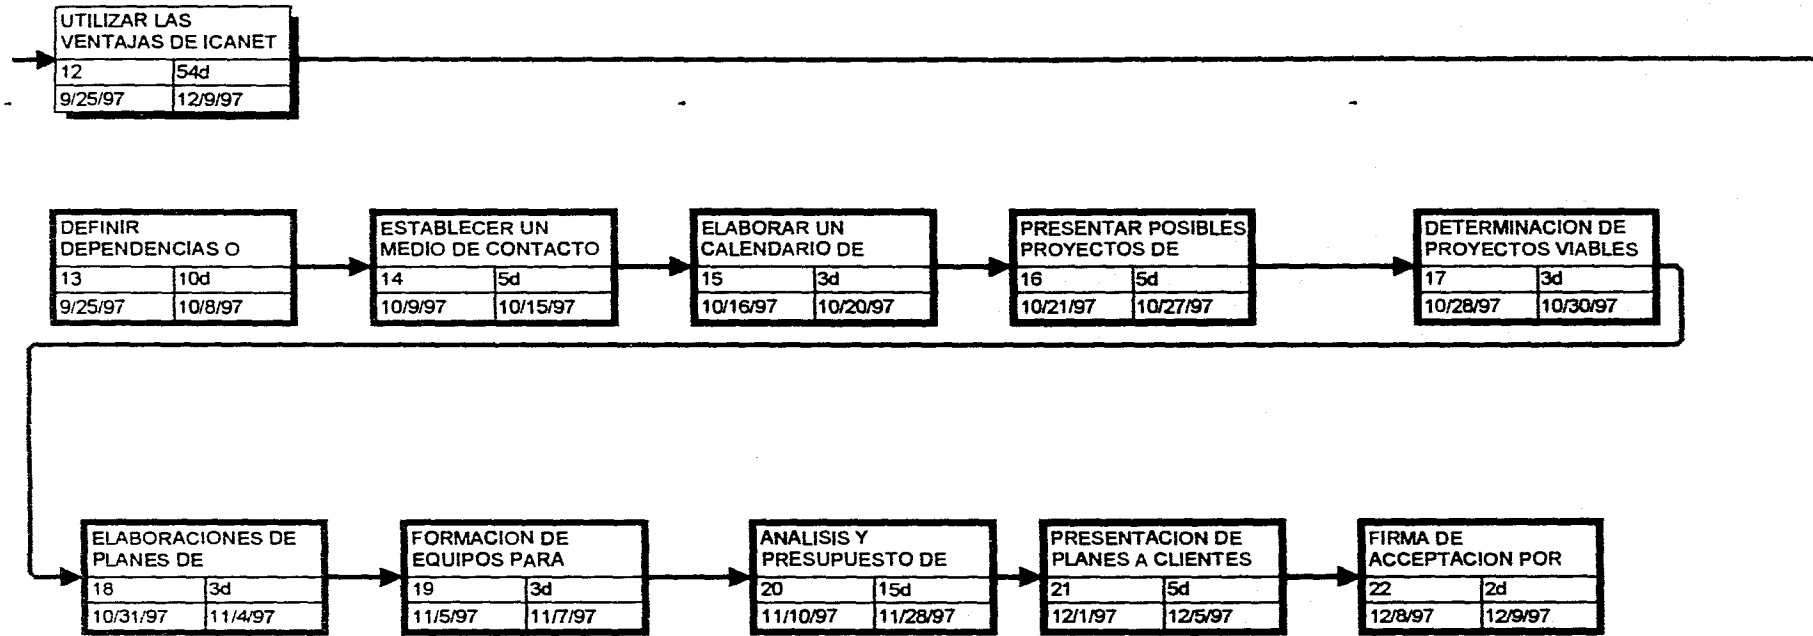 UTILIZAR LAS
VENTAJAS DE ICANET
12 54d
9/25/97 12/9/97
DEFINIR
DEPENDENCIAS O
13 10d
9/25/97 10/8/97
ESTABLECER UN
MEDIO DE CONTACTO
14 5d
10/9/97 10/15/97
ELABORAR UN
CALENDARIO DE
15 3d
10/16/97 10/20/97
PRESENTAR POSIBLES
PROYECTOS DE
16 5d
10/21/97 10/27/97
DETERMINACION DE
PROYECTOS VIABLES
17 3d
10/28/97 10/30/97
ELABORACIONES DE
PLANES DE
18 3d
10/31/97 11/4/97
FORMACION DE
EQUIPOS PARA
19 3d
11/5/97 11/7/97
ANALISIS Y
PRESUPUESTO DE
20 15d
11/10/97 11/28/97
PRESENTACION DE
PLANES A CLIENTES
21 5d
12/1/97 12/5/97
FIRMA DE
ACCEPTACION POR
22 2d
12/8/97 12/9/97